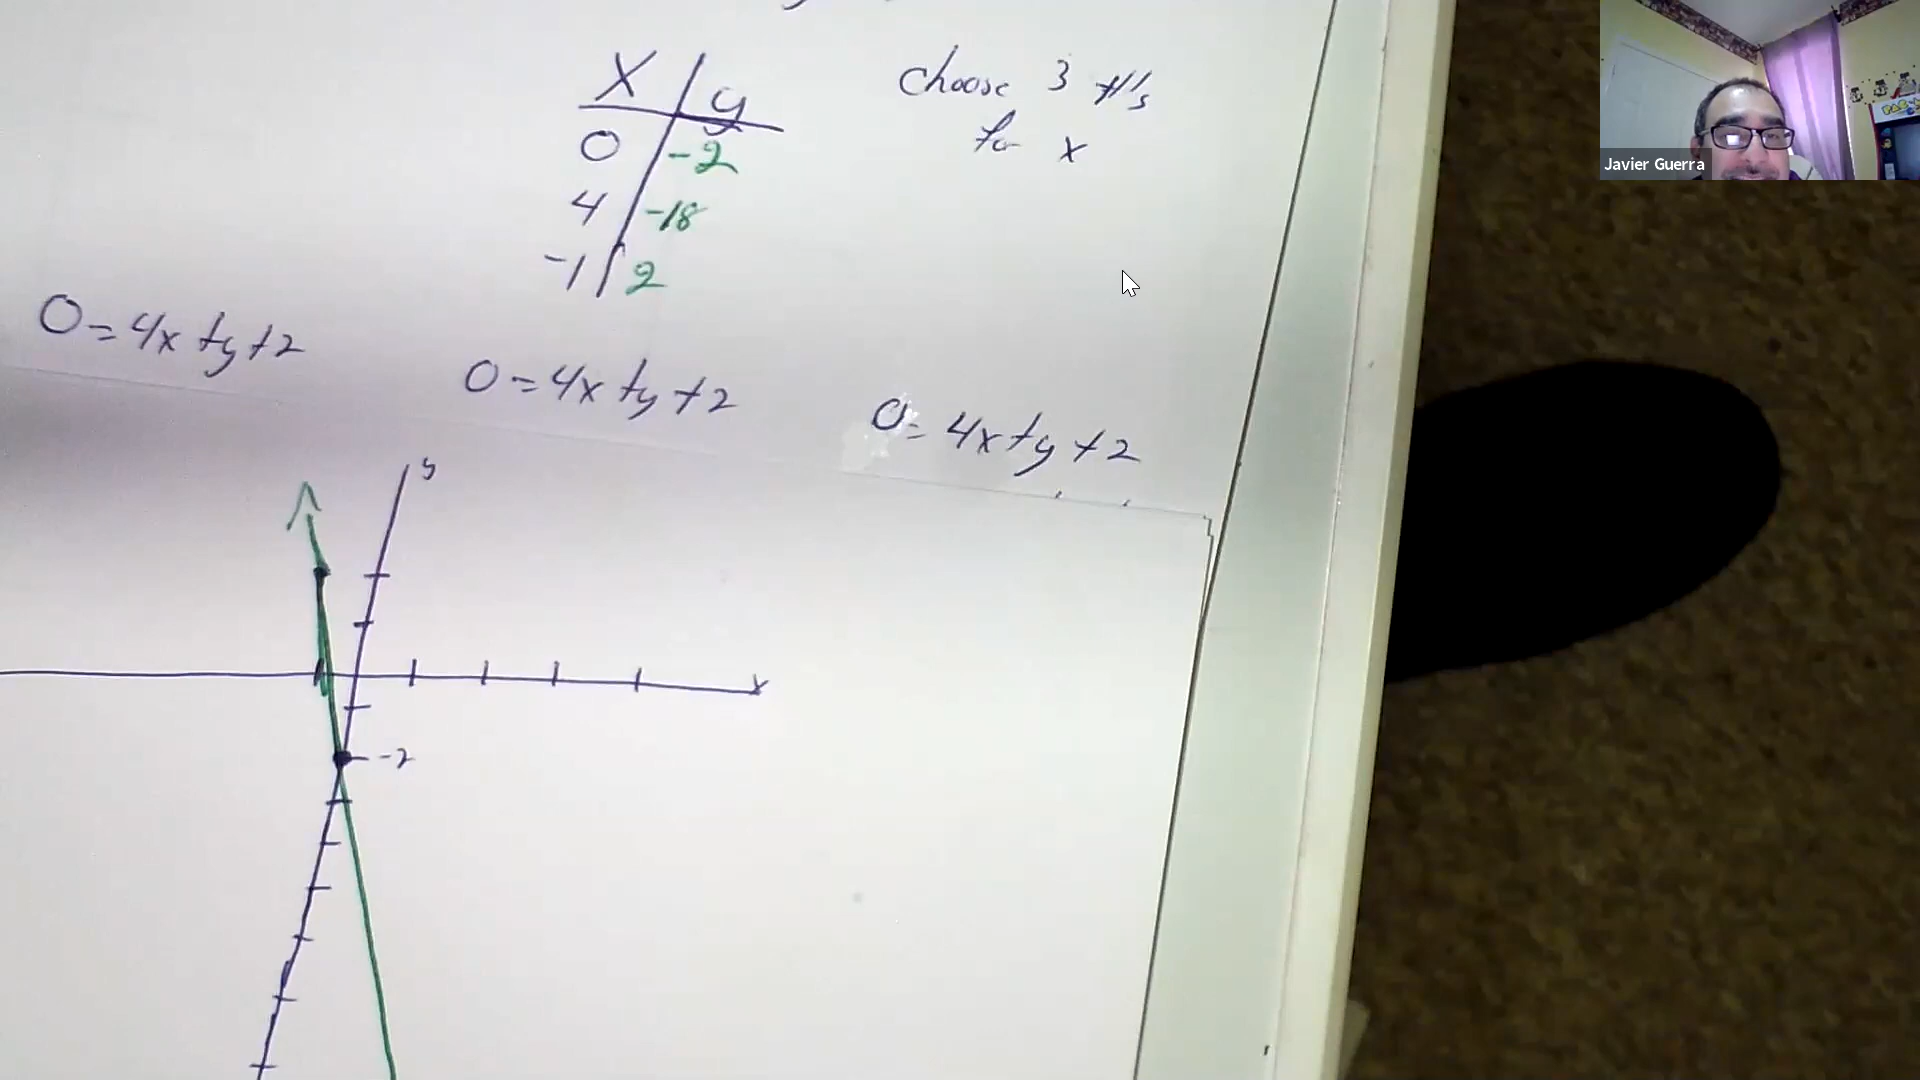 x y
0 -2
4 -18
-1 2
Choose 3 #'s
for x
0=4x+y+2
0=4x+y+2
0=4x+y+2
y
x
-2
Javier Guerra